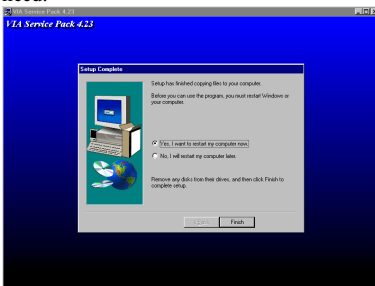 need.
VIA Service Pack 4.23
VIA Service Pack 4.23
Setup Complete
Setup has finished copying files to your computer.
Before you can use the program, you must restart Windows or
your computer.
Yes, I want to restart my computer now.
No, I will restart my computer later.
Remove any disks from their drives, and then click Finish to
complete setup.
Finish